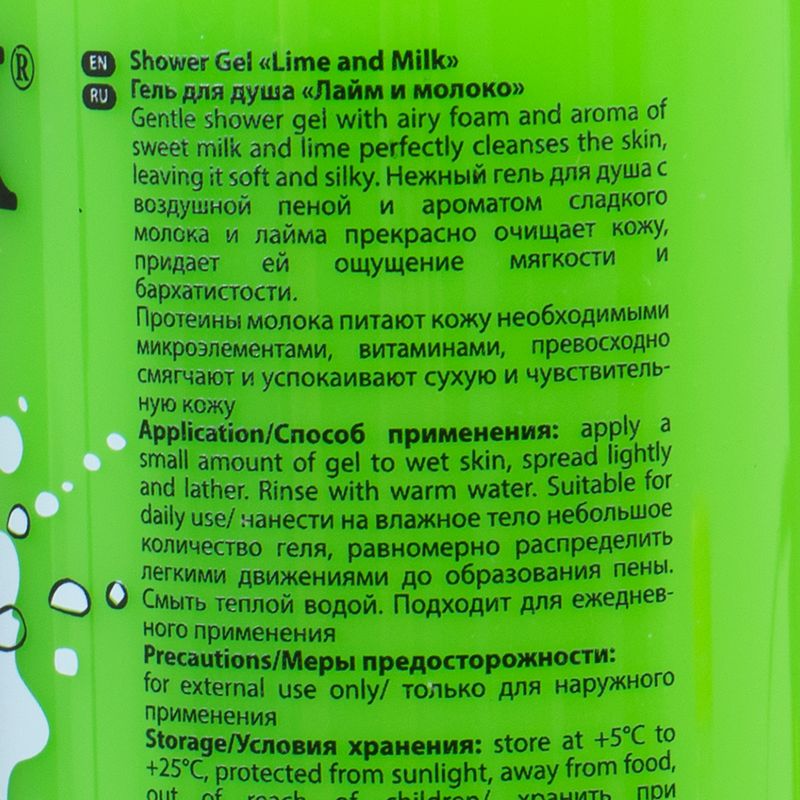 ®
EN Shower Gel «Lime and Milk»
RU Гель для душа «Лайм и молоко»
Gentle shower gel with airy foam and aroma of
sweet milk and lime perfectly cleanses the skin,
leaving it soft and silky. Нежный гель для душа с
воздушной пеной и ароматом сладкого
молока и лайма прекрасно очищает кожу,
придает ей ощущение мягкости и
бархатистости.
Протеины молока питают кожу необходимыми
микроэлементами, витаминами, превосходно
смягчают и успокаивают сухую и чувствитель-
ную кожу
Application/Способ применения: apply a
small amount of gel to wet skin, spread lightly
and lather. Rinse with warm water. Suitable for
daily use/ нанести на влажное тело небольшое
количество геля, равномерно распределить
легкими движениями до образования пены.
Смыть теплой водой. Подходит для ежеднев-
ного применения
Precautions/Меры предосторожности:
for external use only/ только для наружного
применения
Storage/Условия хранения: store at +5°C to
+25°C, protected from sunlight, away from food,
out of reach of children/ хранить при